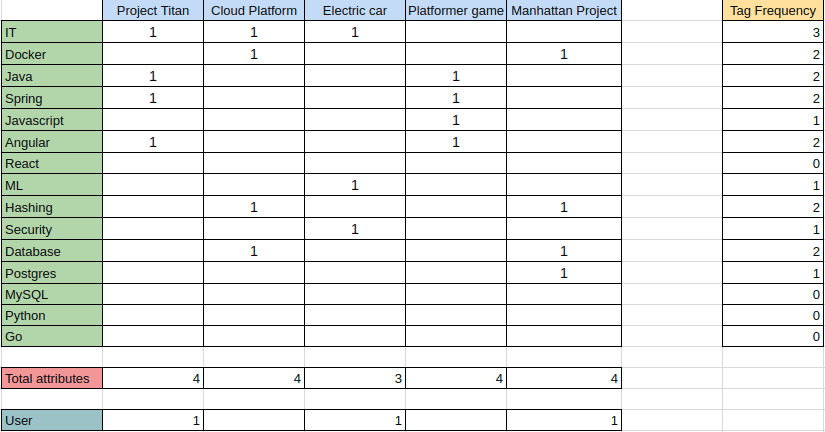 Project Titan Cloud Platform Electric car Platformer game Manhattan Project Tag Frequency
IT 1 1 1 3
Docker 1 1 2
Java 1 1 2
Spring 1 1 2
Javascript 1 1
Angular 1 1 2
React 0
ML 1 1
Hashing 1 1 2
Security 1 1
Database 1 1 2
Postgres 1 1
MySQL 0
Python 0
Go 0
Total attributes 4 4 3 4 4
User 1 1 1